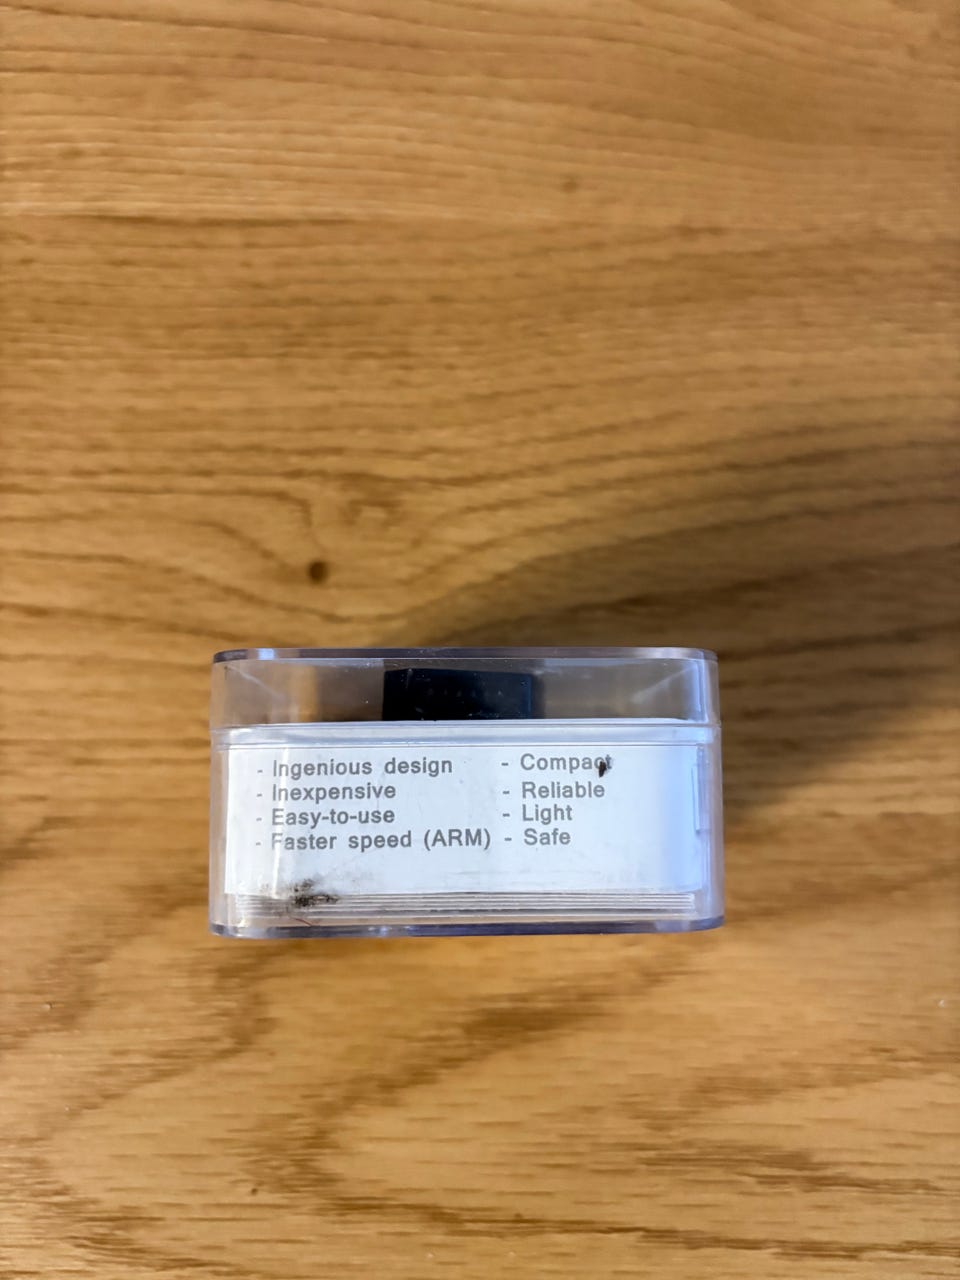 - Ingenious design
- Inexpensive
- Easy-to-use
- Faster speed (ARM)
- Compact
- Reliable
- Light
- Safe